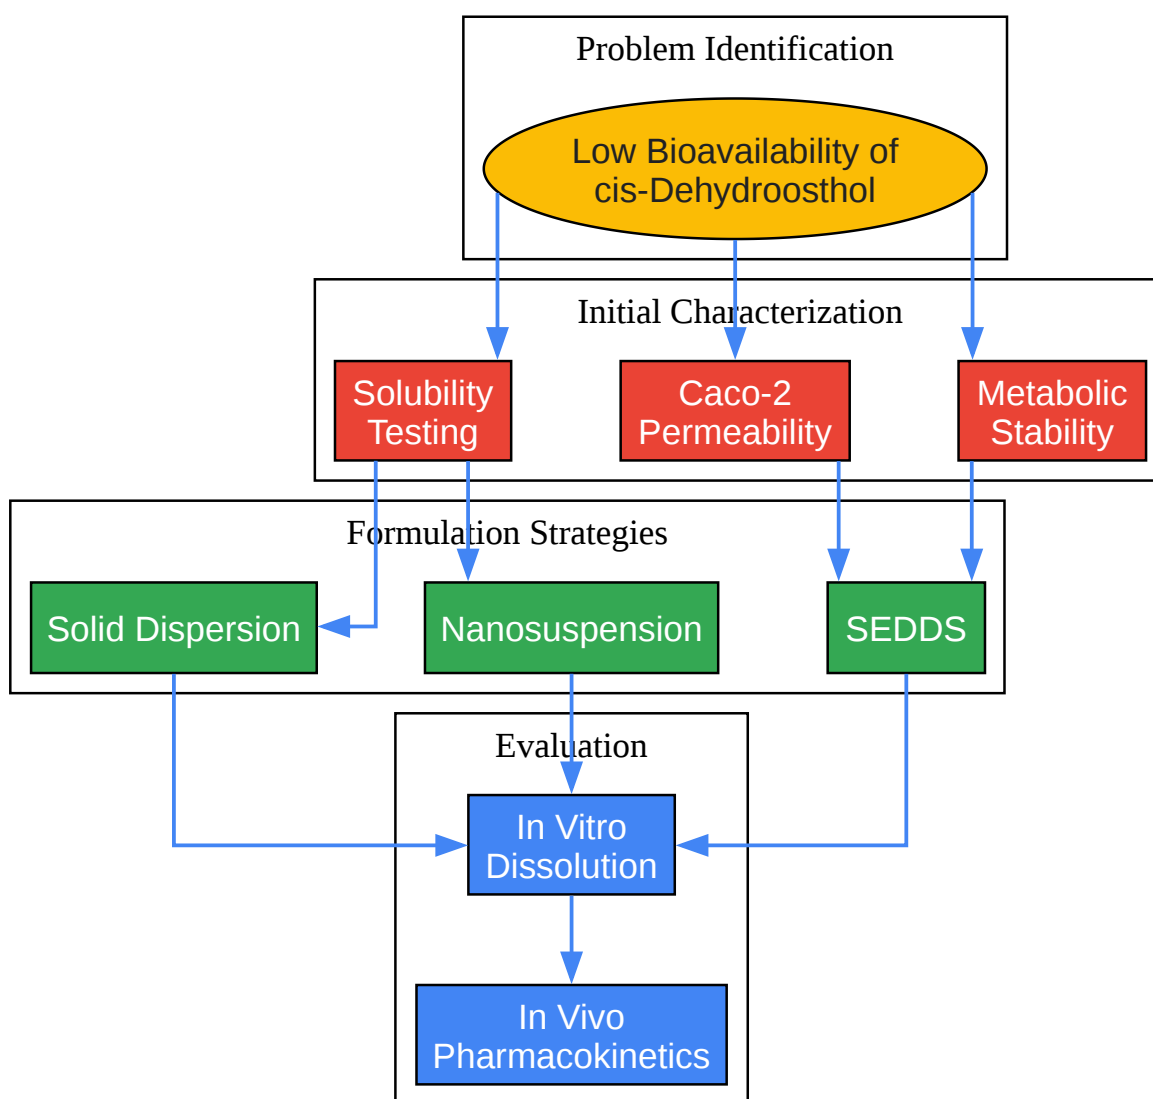 Problem Identification
Low Bioavailability of
cis-Dehydroosthol
Initial Characterization
Solubility
Testing
Caco-2
Permeability
Metabolic
Stability
Formulation Strategies
Solid Dispersion
Nanosuspension
SEDDS
Evaluation
In Vitro
Dissolution
In Vivo
Pharmacokinetics